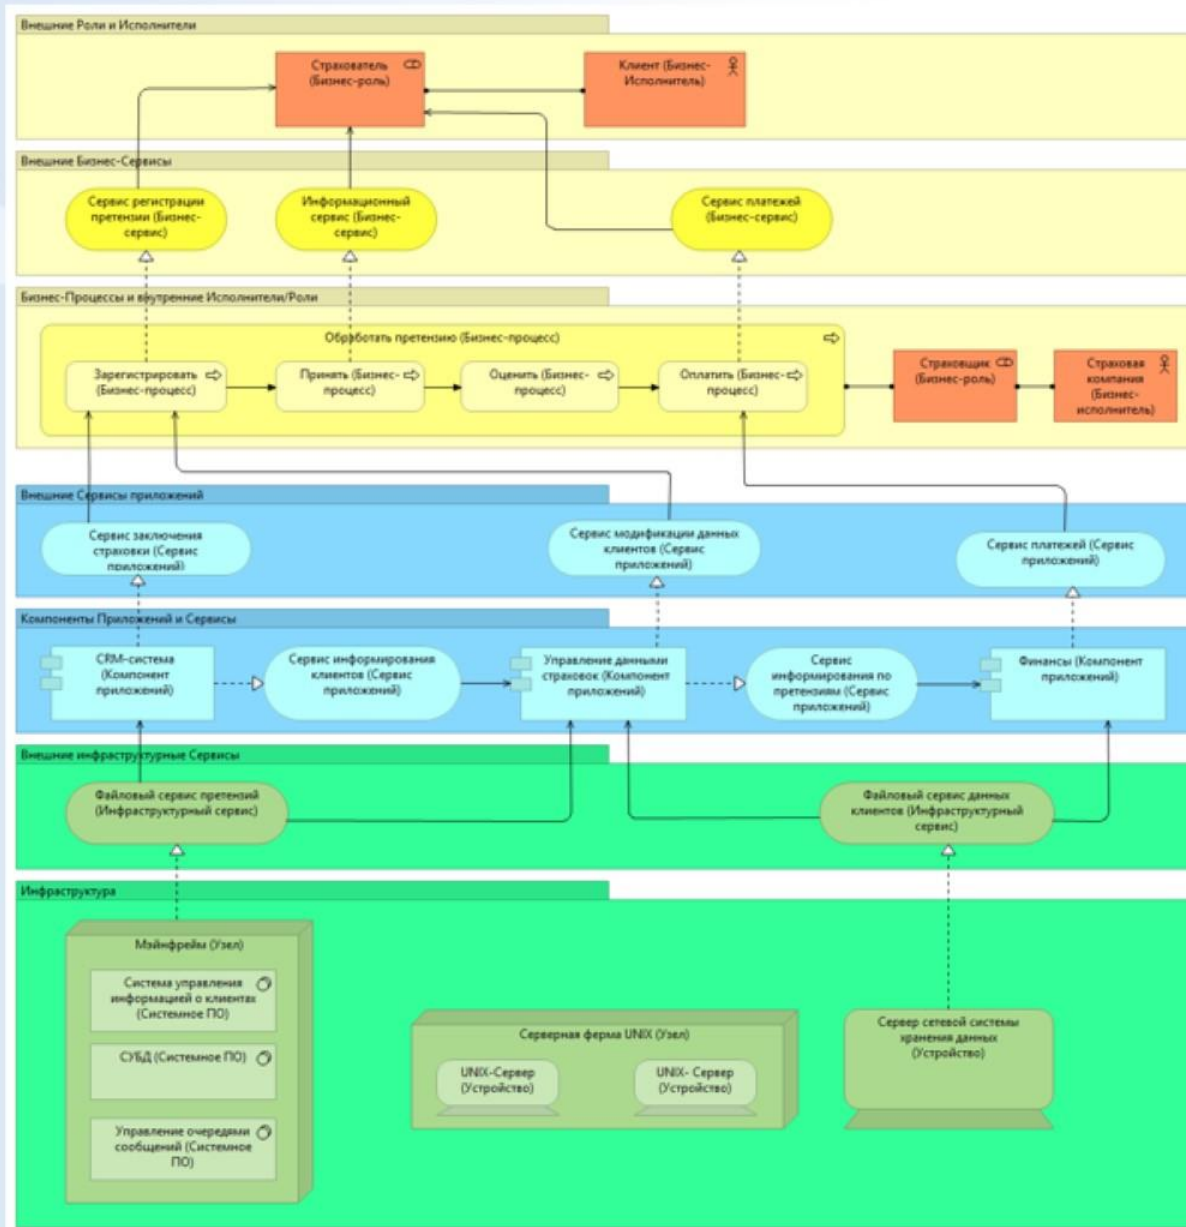 Внешние Роли и Исполнители
Страхователь
(Бизнес-роль)
Клиент (Бизнес-
Исполнитель)
Внешние Бизнес-Сервисы
Сервис регистрации
претензии (Бизнес-
сервис)
Информационный
сервис (Бизнес-
сервис)
Сервис платежей
(Бизнес-сервис)
Бизнес-Процессы и внутренние Исполнители/Роли
Обработать претензию (Бизнес-процесс)
Зарегистрировать
(Бизнес-процесс)
Принять (Бизнес-
процесс)
Оценить (Бизнес-
процесс)
Оплатить (Бизнес-
процесс)
Страховщик
(Бизнес-роль)
Страховая
компания
(Бизнес-
исполнитель)
Внешние Сервисы приложений
Сервис заключения
страховки (Сервис
приложений)
Сервис модификации данных
клиентов (Сервис
приложений)
Сервис платежей (Сервис
приложений)
Компоненты Приложений и Сервисы
CRM-система
(Компонент
приложений)
Сервис информирования
клиентов (Сервис
приложений)
Управление данными
страховок (Компонент
приложений)
Сервис
информирования по
претензиям (Сервис
приложений)
Финансы (Компонент
приложений)
Внешние инфраструктурные Сервисы
Файловый сервис претензий
(Инфраструктурный сервис)
Файловый сервис данных
клиентов (Инфраструктурный
сервис)
Инфраструктура
Мэйнфрейм (Узел)
Система управления
информацией о клиентах
(Системное ПО)
СУБД (Системное ПО)
Управление очередями
сообщений (Системное
ПО)
Серверная ферма UNIX (Узел)
UNIX-Сервер
(Устройство)
UNIX- Сервер
(Устройство)
Сервер сетевой системы
хранения данных
(Устройство)